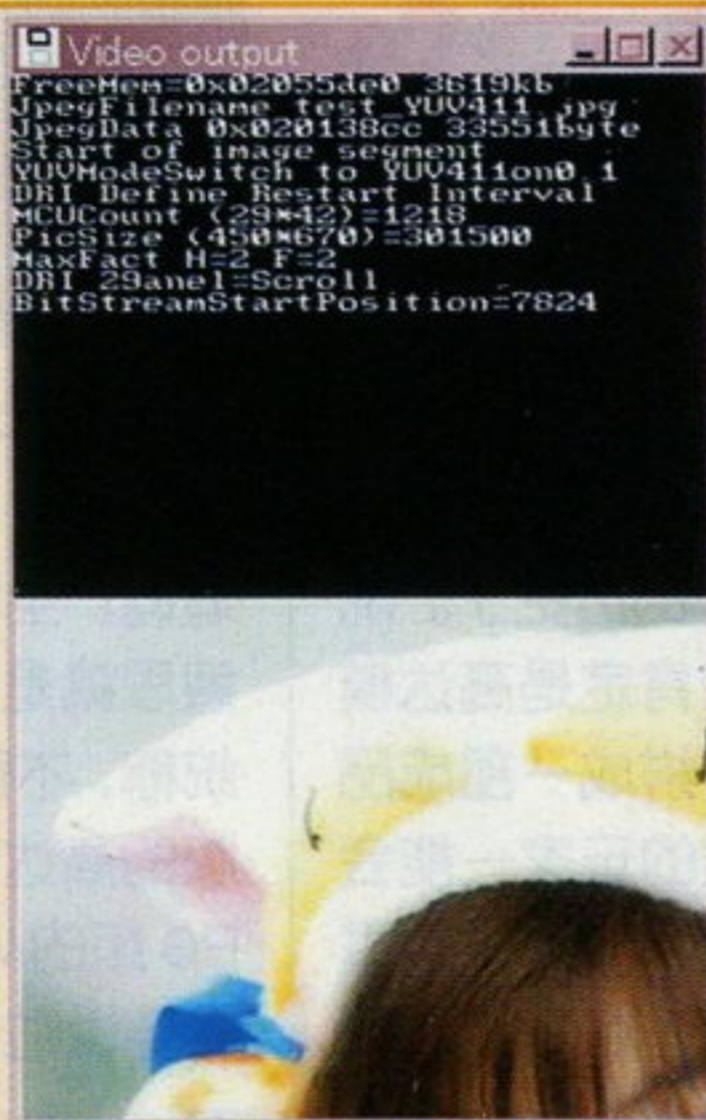 Video output
FreeMem=0x02055de0 3619kb
JpegFilename test_YUV411.jpg
JpegData 0x020138cc 33551byte
Start of image segment
YUVModeSwitch to YUV411on0 1
DRI Define Restart Interval
MCUCount (29*42)=1218
PicSize (450*670)=301500
MaxFact H=2 F=2
DRI 29anel=Scroll
BitStreamStartPosition=7824